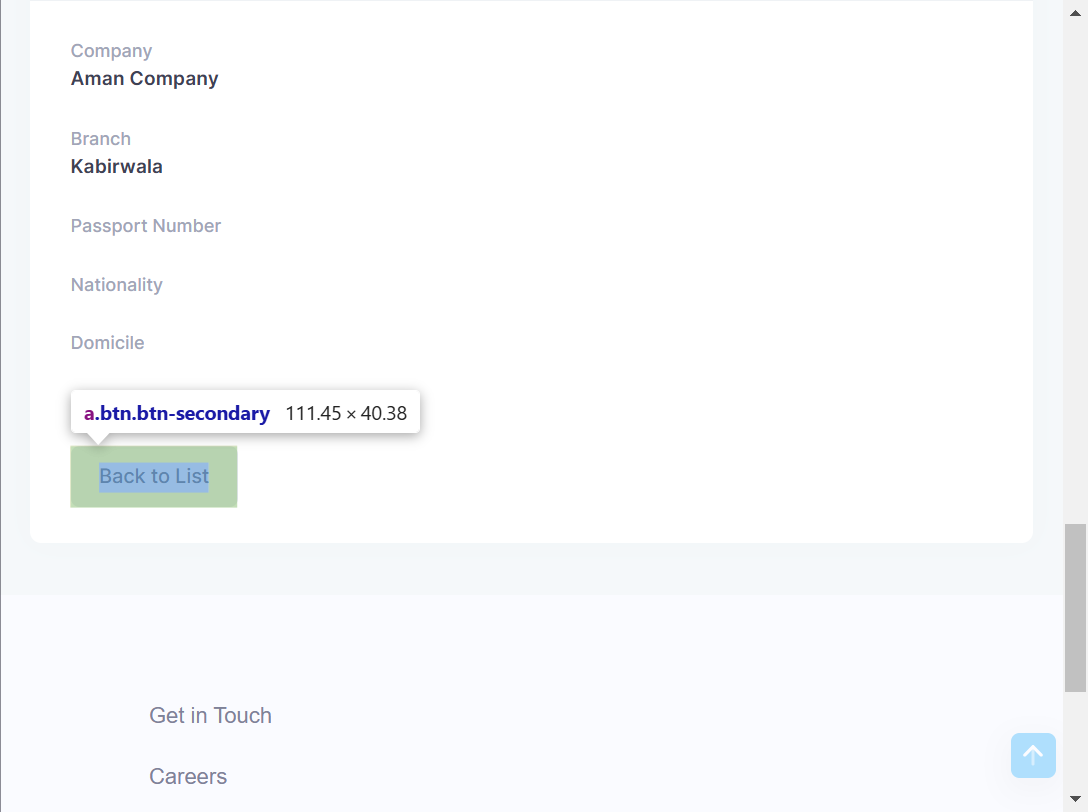 Company
Aman Company
Branch
Kabirwala
Passport Number
Nationality
Domicile
a.btn.btn-secondary 111.45 × 40.38
Back to List
Get in Touch
Careers